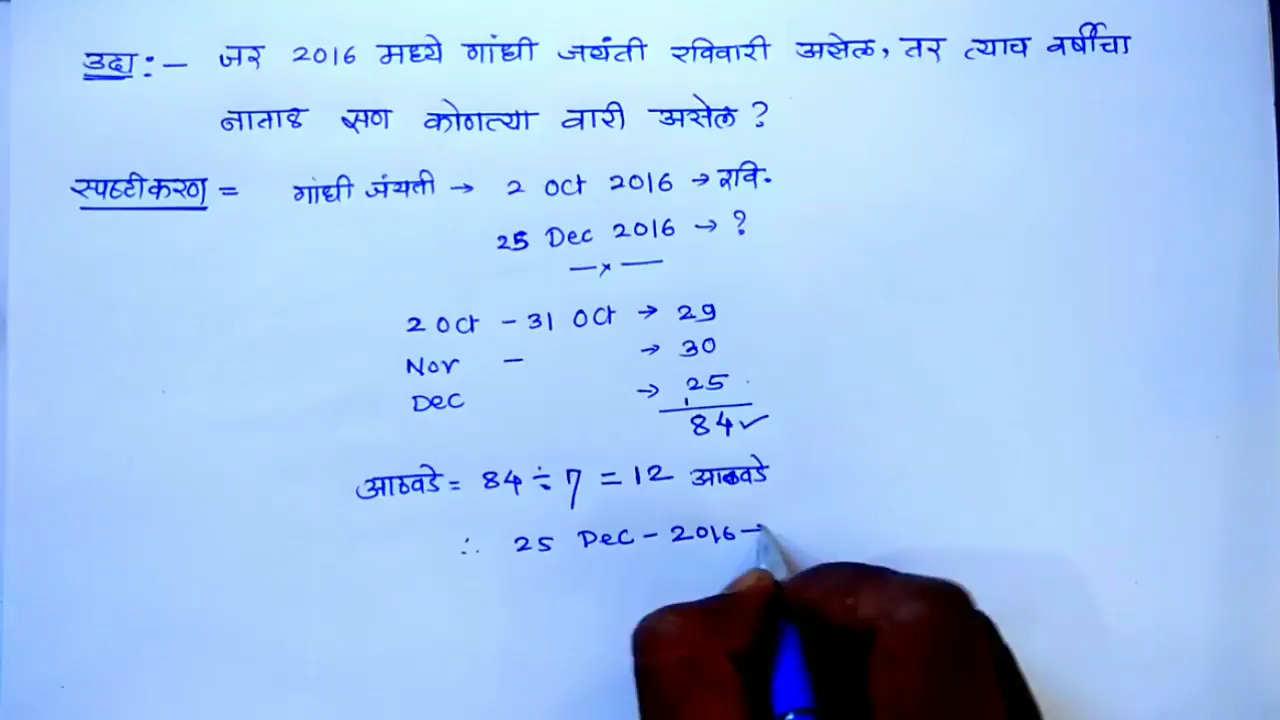 उदा:- जर 2016 मध्ये गांधी जयंती रविवारी असेल, तर त्याच वर्षीचा
नाताळ सण कोणत्या वारी असेल?
स्पष्टीकरण = गांधी जंयती → 2 Oct 2016 → रवि.
25 Dec 2016 → ?
—x—
2 Oct - 31 Oct → 29
Nov - → 30
Dec → 25
84✓
आठवडे = 84 ÷ 7 = 12 आठवडे
∴ 25 Dec - 2016 →